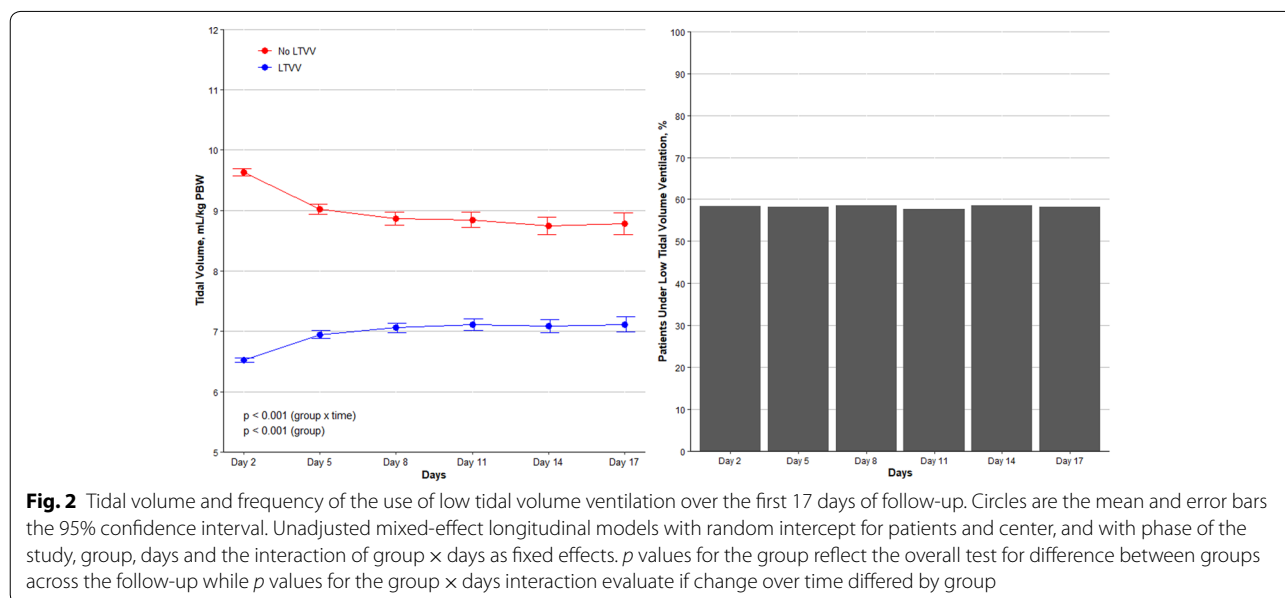 12
11
10
9
8
7
6
5
Tidal Volume, mL/kg PBW
No LTVV
LTVV
p < 0.001 (group x time)
p < 0.001 (group)
Day 2 Day 5 Day 8 Day 11 Day 14 Day 17
Days
100
90
80
70
60
50
40
30
20
10
0
Patients Under Low Tidal Volume Ventilation, %
Day 2 Day 5 Day 8 Day 11 Day 14 Day 17
Days
Fig. 2 Tidal volume and frequency of the use of low tidal volume ventilation over the first 17 days of follow-up. Circles are the mean and error bars
the 95% confidence interval. Unadjusted mixed-effect longitudinal models with random intercept for patients and center, and with phase of the
study, group, days and the interaction of group × days as fixed effects. p values for the group reflect the overall test for difference between groups
across the follow-up while p values for the group × days interaction evaluate if change over time differed by group